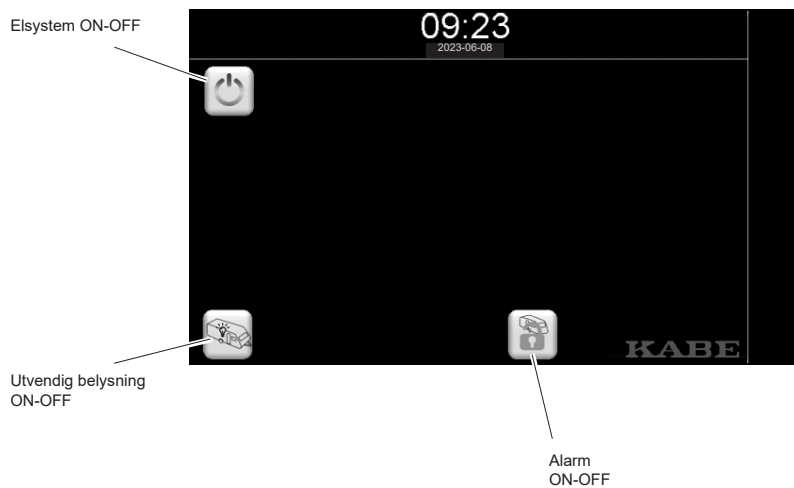 Elsystem ON-OFF
09:23
2023-06-08
KABE
Utvendig belysning
ON-OFF
Alarm
ON-OFF